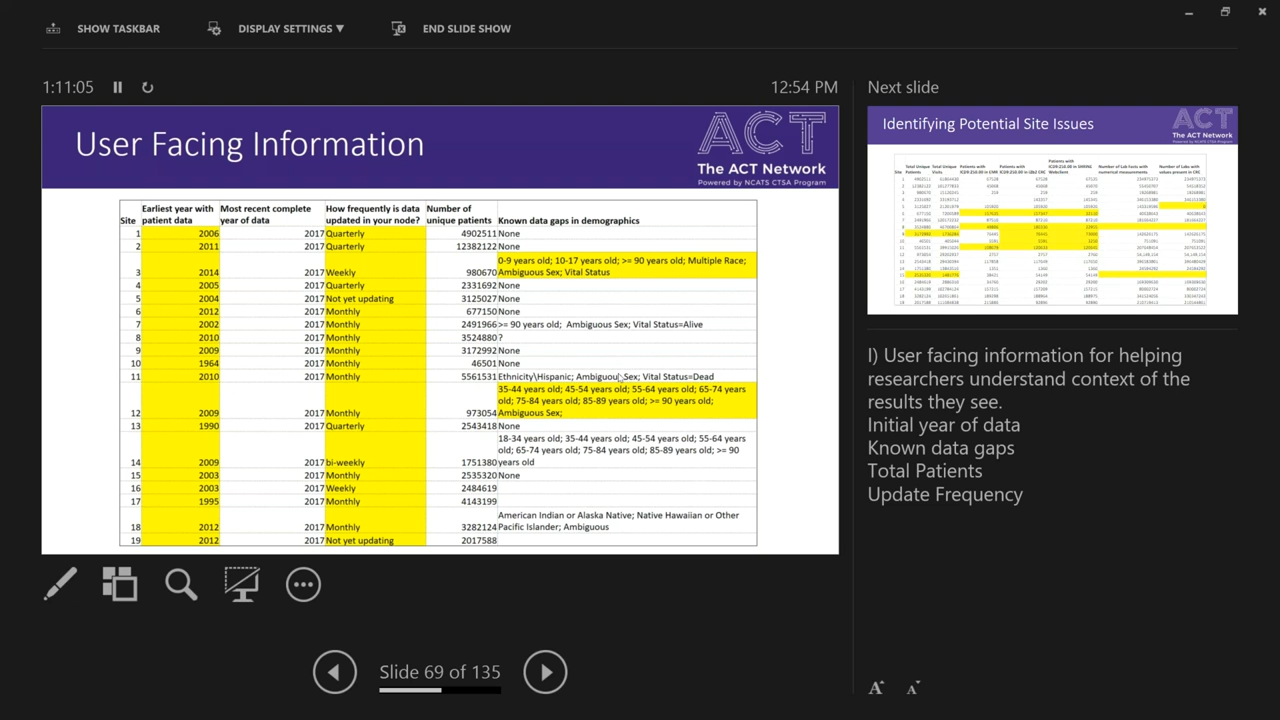 SHOW TASKBAR
DISPLAY SETTINGS ▼
END SLIDE SHOW
1:11:05
12:54 PM
User Facing Information
ACT
The ACT Network
Powered by NCATS CTSA Program
Site Earliest year with patient data Most recent complete year of data How frequently is data updated in your node? Number of unique patients Known data gaps in demographics
1 2006 2017 Quarterly 4902511 None
2 2011 2017 Quarterly 12382122 None
0-9 years old; 10-17 years old; >= 90 years old; Multiple Race;
3 2014 2017 Weekly 980670 Ambiguous Sex; Vital Status
4 2005 2017 Quarterly 2331692 None
5 2004 2017 Not yet updating 3125027 None
6 2012 2017 Monthly 677150 None
7 2002 2017 Monthly 2491966 >= 90 years old; Ambiguous Sex; Vital Status=Alive
8 2010 2017 Monthly 3524880 ?
9 2009 2017 Monthly 3172992 None
10 1964 2017 Monthly 46501 None
11 2010 2017 Monthly 5561531 Ethnicity\Hispanic; Ambiguous Sex; Vital Status=Dead
35-44 years old; 45-54 years old; 55-64 years old; 65-74 years
old; 75-84 years old; 85-89 years old; >= 90 years old;
12 2009 2017 Monthly 973054 Ambiguous Sex;
13 1990 2017 Quarterly 2543418 None
18-34 years old; 35-44 years old; 45-54 years old; 55-64 years
old; 65-74 years old; 75-84 years old; 85-89 years old; >= 90
14 2009 2017 bi-weekly 1751380 years old
15 2003 2017 Monthly 2535320 None
16 2003 2017 Weekly 2484619
17 1995 2017 Monthly 4143199
American Indian or Alaska Native; Native Hawaiian or Other
18 2012 2017 Monthly 3282124 Pacific Islander; Ambiguous
19 2012 2017 Not yet updating 2017588
Slide 69 of 135
Next slide
Identifying Potential Site Issues
ACT
The ACT Network
Powered by NCATS CTSA Program
I) User facing information for helping
researchers understand context of the
results they see.
Initial year of data
Known data gaps
Total Patients
Update Frequency
A A